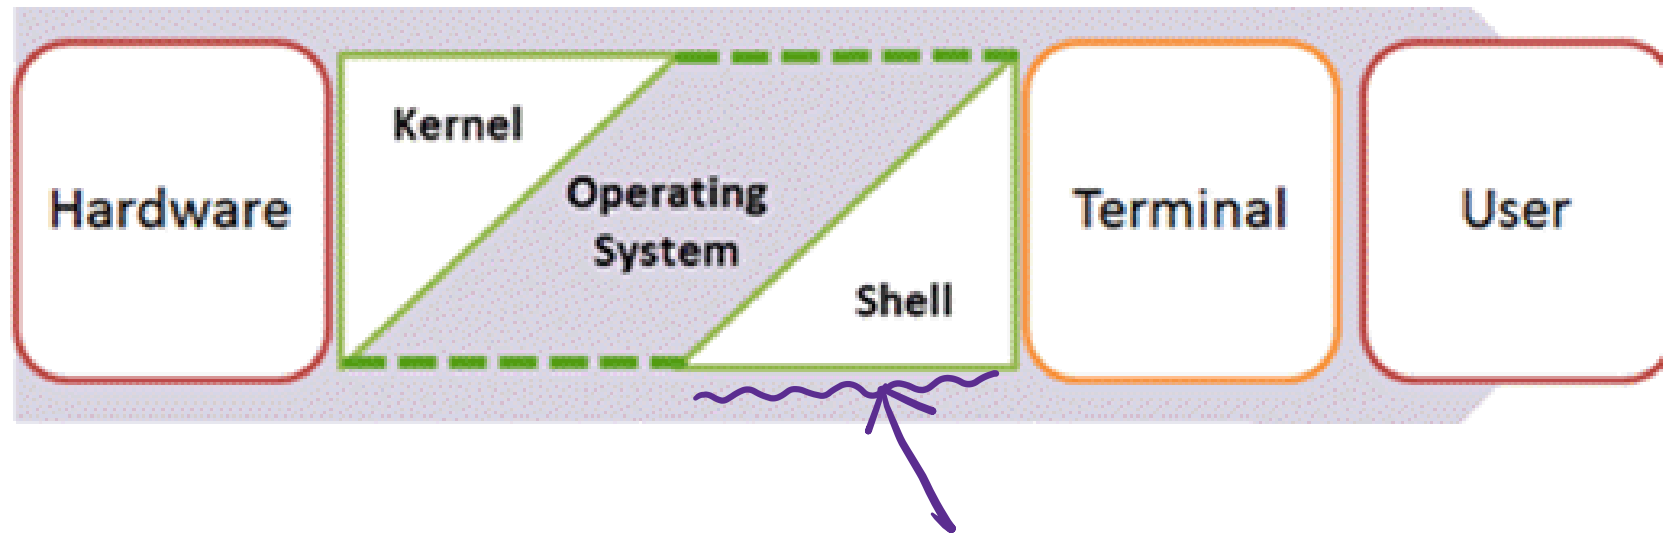 Hardware
Kernel
Operating
System
Shell
Terminal
User